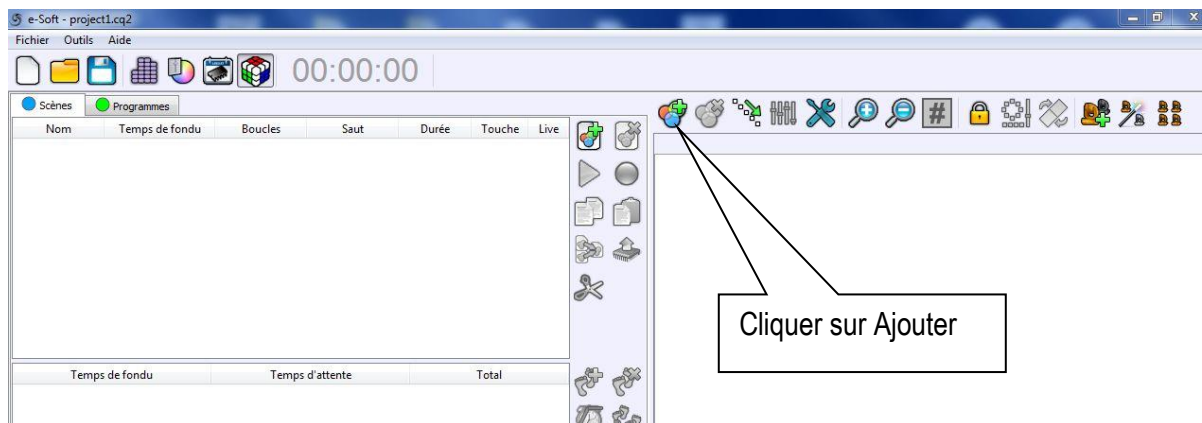 e-Soft - project1.cq2
Fichier Outils Aide
00:00:00
Scènes Programmes
Nom Temps de fondu Boucles Saut Durée Touche Live
#
Cliquer sur Ajouter
Temps de fondu Temps d'attente Total